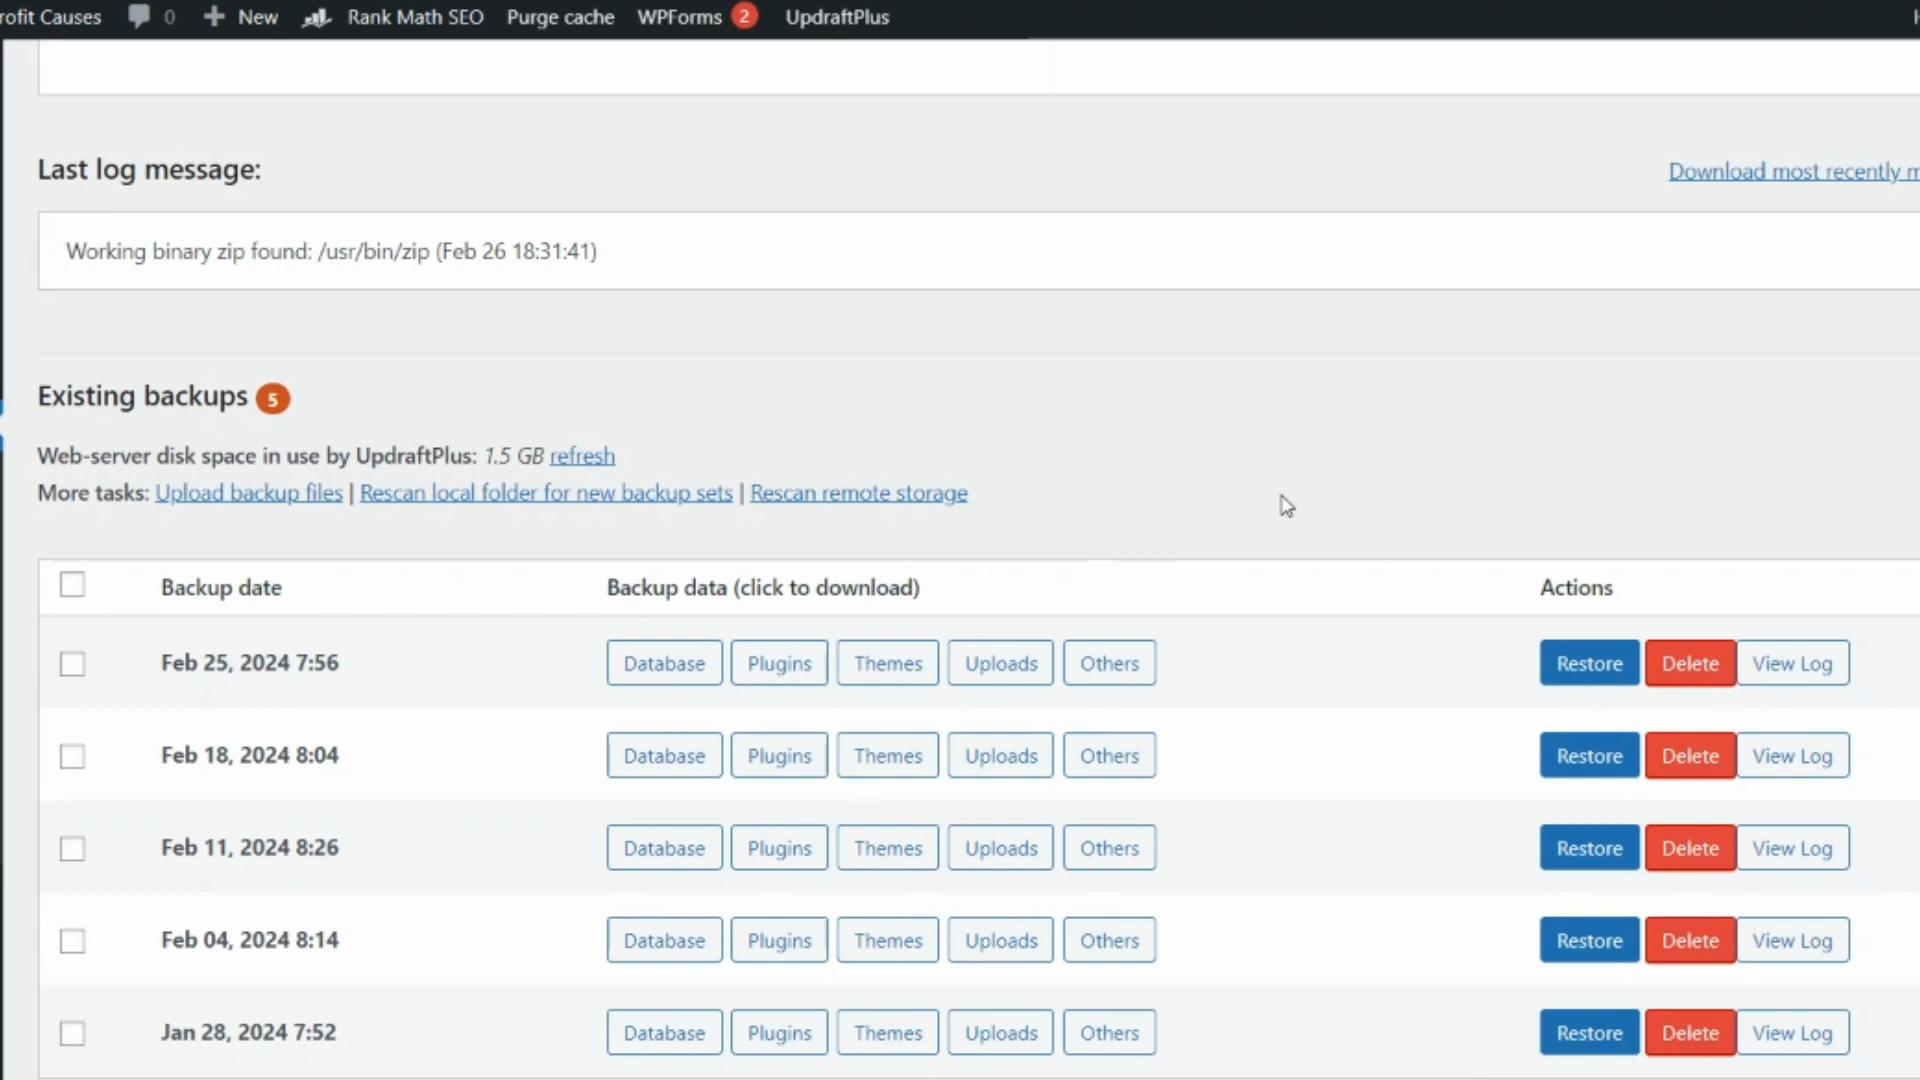 rofit Causes 0 New Rank Math SEO Purge cache WPForms 2 UpdraftPlus
Last log message:
Download most recently m
Working binary zip found: /usr/bin/zip (Feb 26 18:31:41)
Existing backups 5
Web-server disk space in use by UpdraftPlus: 1.5 GB refresh
More tasks: Upload backup files | Rescan local folder for new backup sets | Rescan remote storage
Backup date Backup data (click to download) Actions
Feb 25, 2024 7:56 Database Plugins Themes Uploads Others Restore Delete View Log
Feb 18, 2024 8:04 Database Plugins Themes Uploads Others Restore Delete View Log
Feb 11, 2024 8:26 Database Plugins Themes Uploads Others Restore Delete View Log
Feb 04, 2024 8:14 Database Plugins Themes Uploads Others Restore Delete View Log
Jan 28, 2024 7:52 Database Plugins Themes Uploads Others Restore Delete View Log